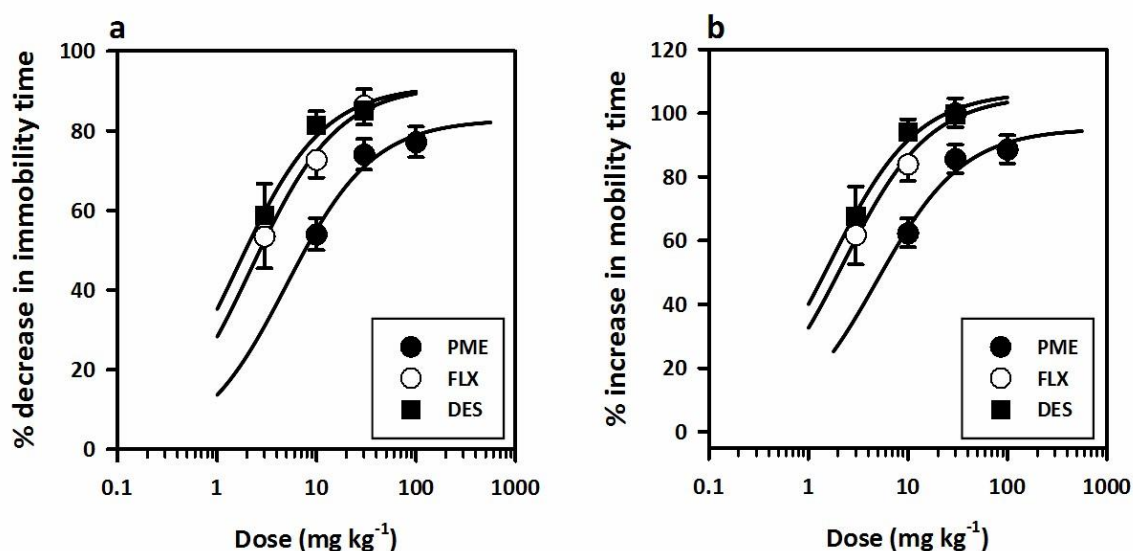 a
% decrease in immobility time
100
80
60
40
20
0
PME
FLX
DES
0.1 1 10 100 1000
Dose (mg kg⁻¹)
b
% increase in mobility time
120
100
80
60
40
20
0
PME
FLX
DES
0.1 1 10 100 1000
Dose (mg kg⁻¹)